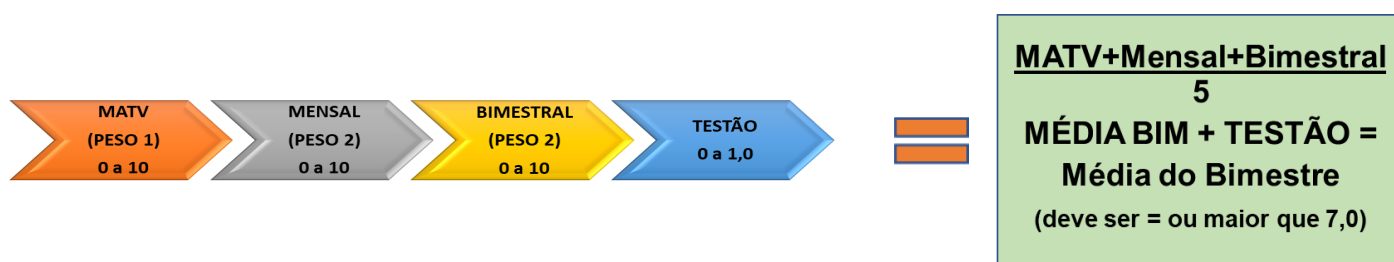 MATV
(PESO 1)
0 a 10
MENSAL
(PESO 2)
0 a 10
BIMESTRAL
(PESO 2)
0 a 10
TESTÃO
0 a 1,0
MATV+Mensal+Bimestral
5
MÉDIA BIM + TESTÃO =
Média do Bimestre
(deve ser = ou maior que 7,0)